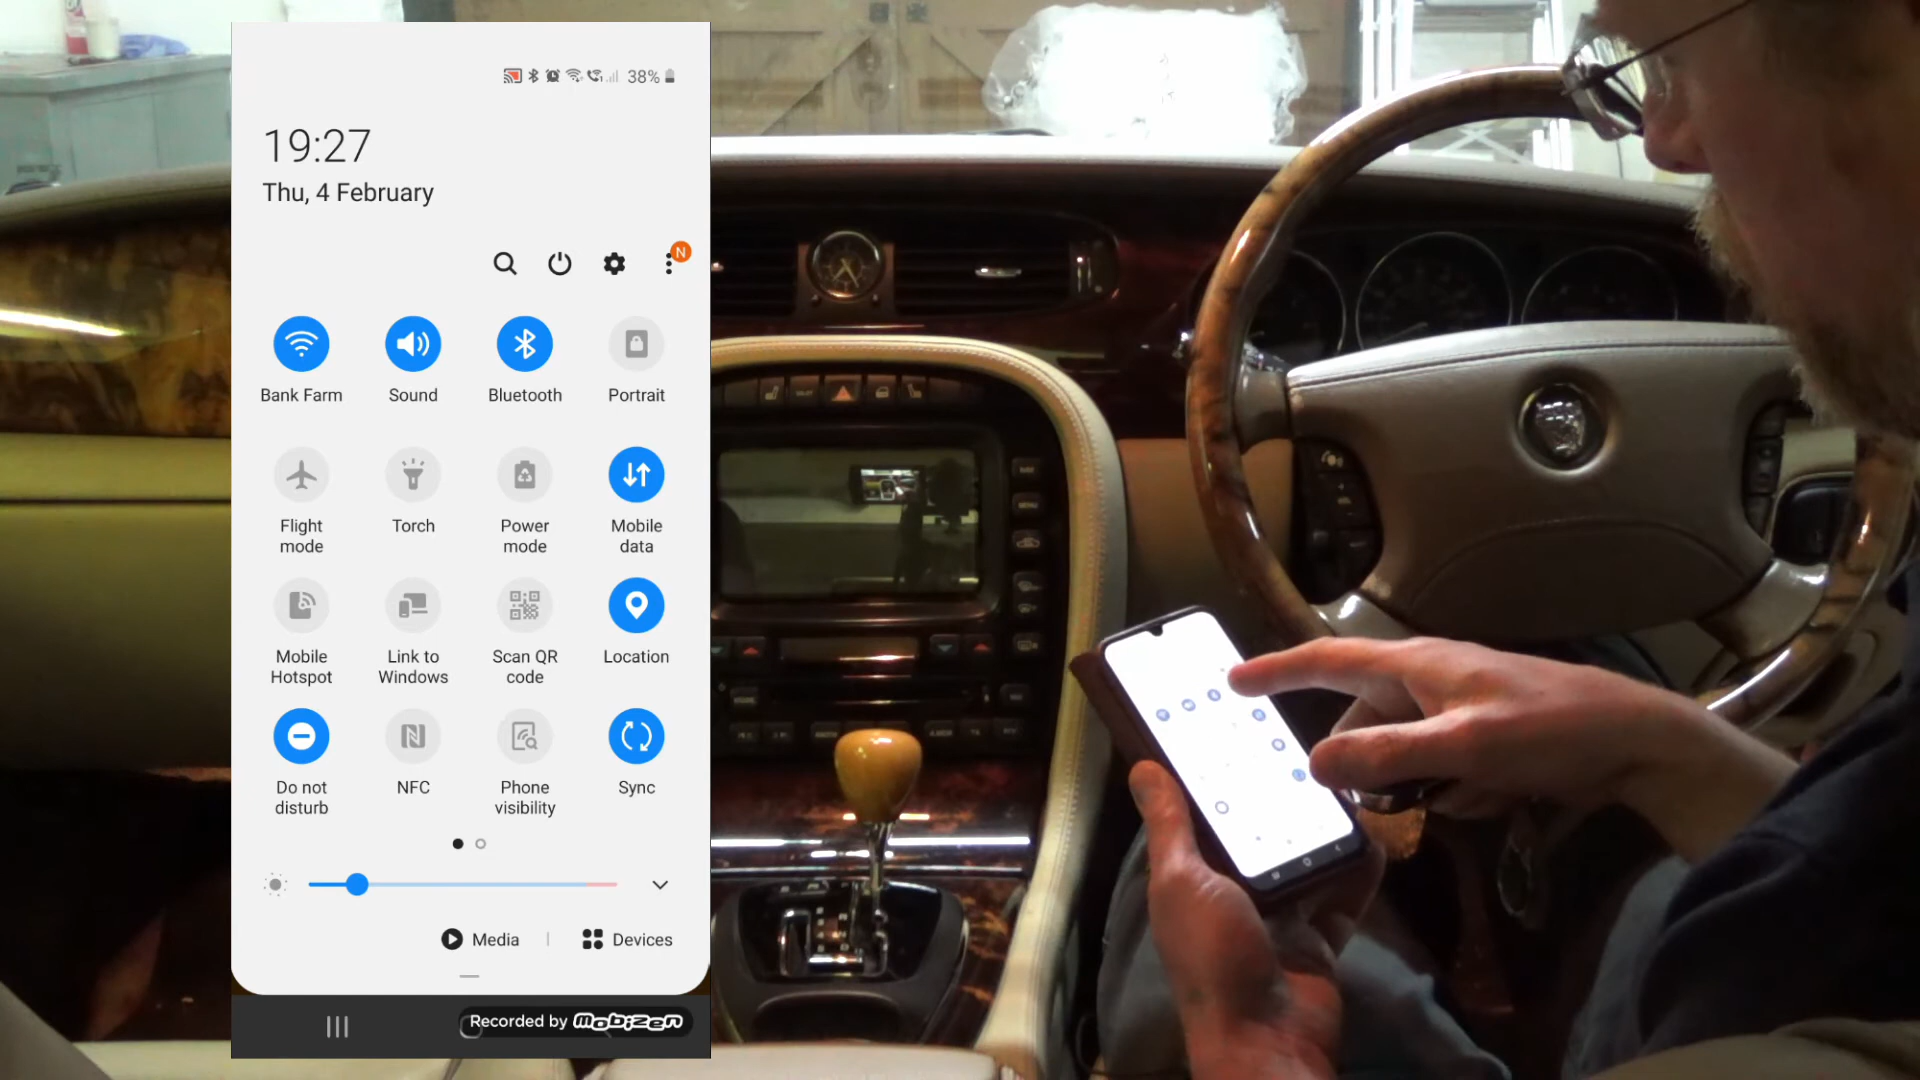 38%
19:27
Thu, 4 February
N
Bank Farm
Sound
Bluetooth
Portrait
Flight
mode
Torch
Power
mode
Mobile
data
Mobile
Hotspot
Link to
Windows
Scan QR
code
Location
Do not
disturb
NFC
Phone
visibility
Sync
Media
Devices
Recorded by Mobizen